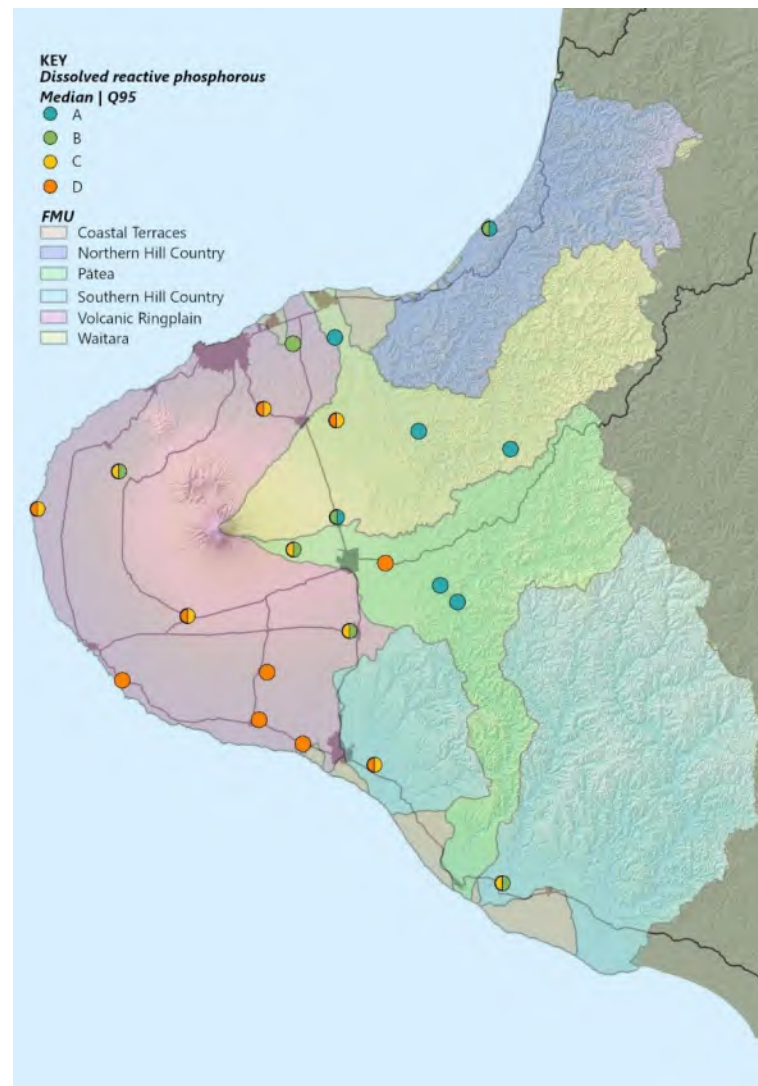 KEY
Dissolved reactive phosphorous
Median | Q95
A
B
C
D
FMU
Coastal Terraces
Northern Hill Country
Pātea
Southern Hill Country
Volcanic Ringplain
Waitara